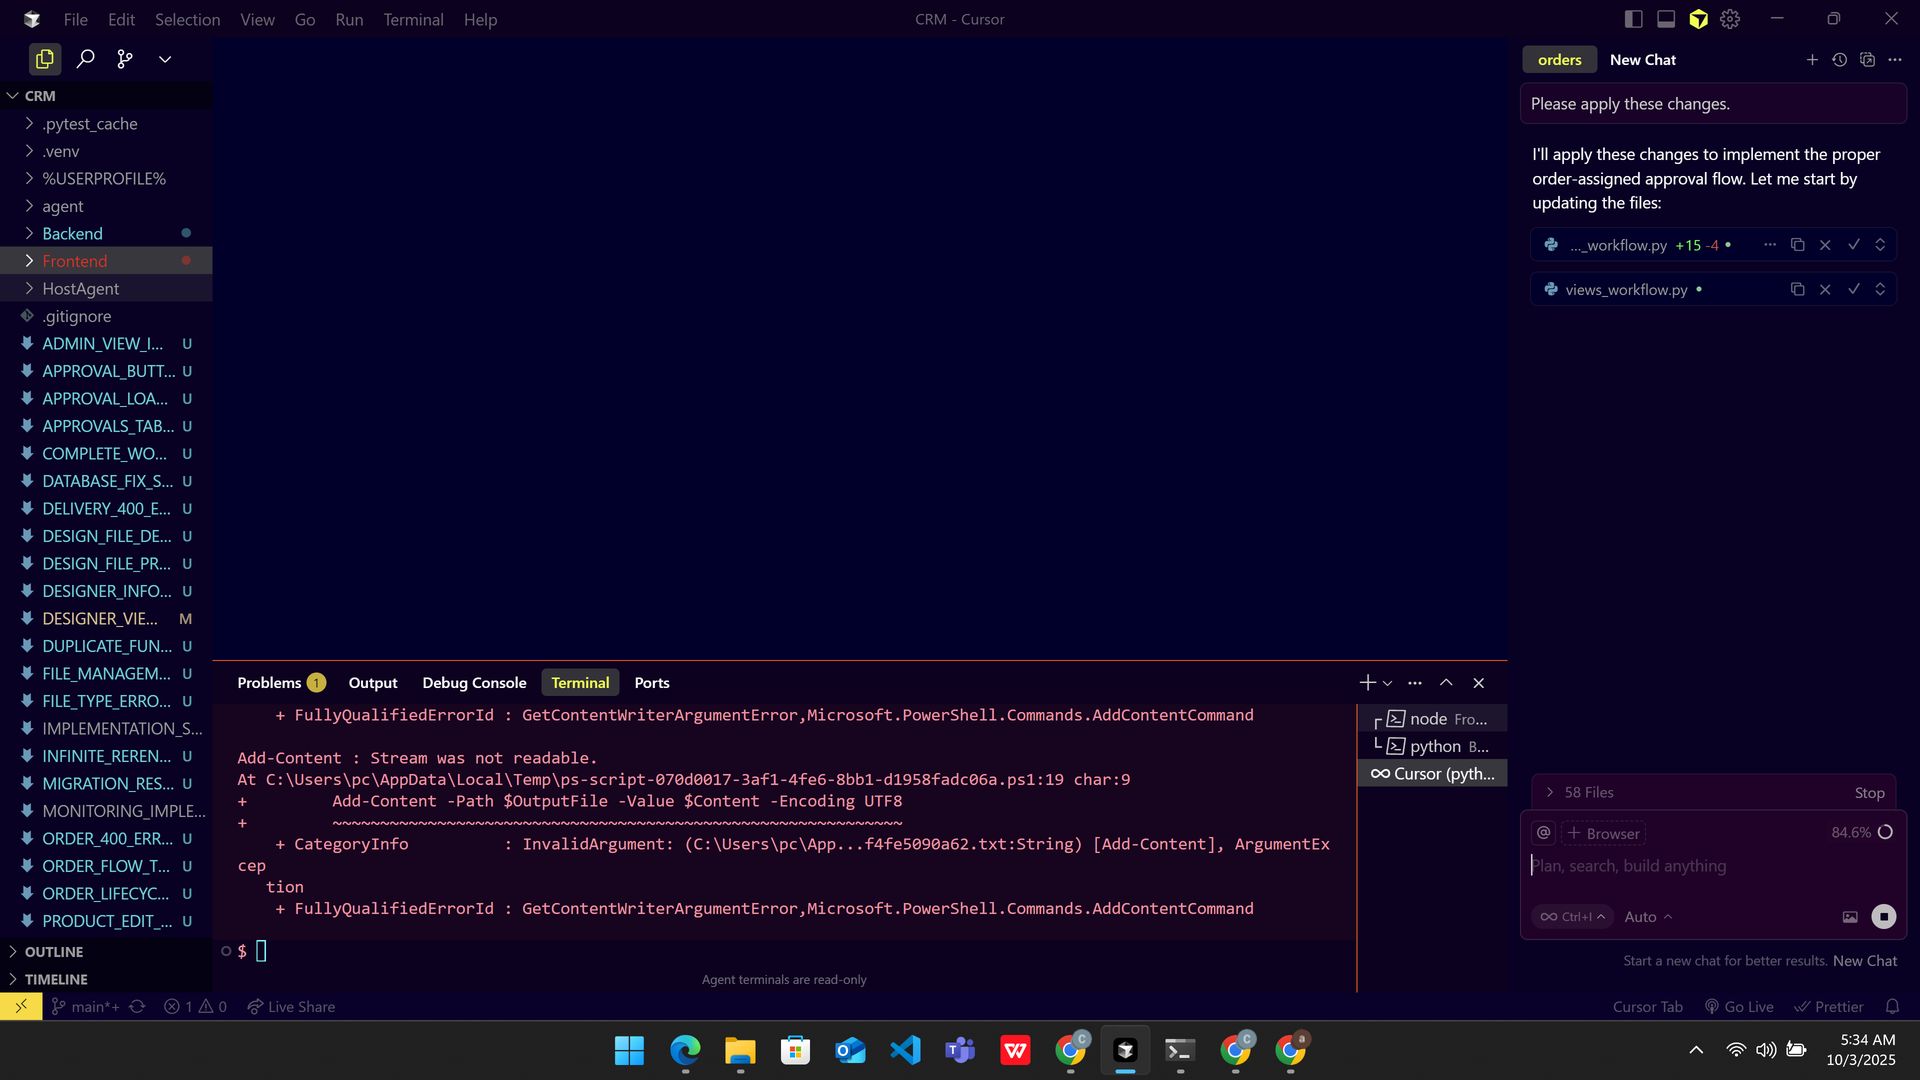 File Edit Selection View Go Run Terminal Help
CRM - Cursor
CRM
.pytest_cache
.venv
%USERPROFILE%
agent
Backend
Frontend
HostAgent
.gitignore
ADMIN_VIEW_I... U
APPROVAL_BUTT... U
APPROVAL_LOA... U
APPROVALS_TAB... U
COMPLETE_WO... U
DATABASE_FIX_S... U
DELIVERY_400_E... U
DESIGN_FILE_DE... U
DESIGN_FILE_PR... U
DESIGNER_INFO... U
DESIGNER_VIE... M
DUPLICATE_FUN... U
FILE_MANAGEM... U
FILE_TYPE_ERRO... U
IMPLEMENTATION_S...
INFINITE_REREN... U
MIGRATION_RES... U
MONITORING_IMPLE...
ORDER_400_ERR... U
ORDER_FLOW_T... U
ORDER_LIFECYC... U
PRODUCT_EDIT_... U
OUTLINE
TIMELINE
Problems 1 Output Debug Console Terminal Ports
+ FullyQualifiedErrorId : GetContentWriterArgumentError,Microsoft.PowerShell.Commands.AddContentCommand
Add-Content : Stream was not readable.
At C:\Users\pc\AppData\Local\Temp\ps-script-070d0017-3af1-4fe6-8bb1-d1958fadc06a.ps1:19 char:9
+         Add-Content -Path $OutputFile -Value $Content -Encoding UTF8
+         ~~~~~~~~~~~~~~~~~~~~~~~~~~~~~~~~~~~~~~~~~~~~~~~~~~~~~~~~~~~~
+ CategoryInfo          : InvalidArgument: (C:\Users\pc\App...f4fe5090a62.txt:String) [Add-Content], ArgumentEx
cep
tion
+ FullyQualifiedErrorId : GetContentWriterArgumentError,Microsoft.PowerShell.Commands.AddContentCommand
$
Agent terminals are read-only
node Fro...
python B...
Cursor (pyth...
orders New Chat
Please apply these changes.
I'll apply these changes to implement the proper
order-assigned approval flow. Let me start by
updating the files:
..._workflow.py +15 -4
views_workflow.py
58 Files Stop
@ + Browser 84.6%
Plan, search, build anything
Ctrl+I Auto
Start a new chat for better results. New Chat
main*+ 1 0 Live Share
Cursor Tab Go Live Prettier
5:34 AM
10/3/2025